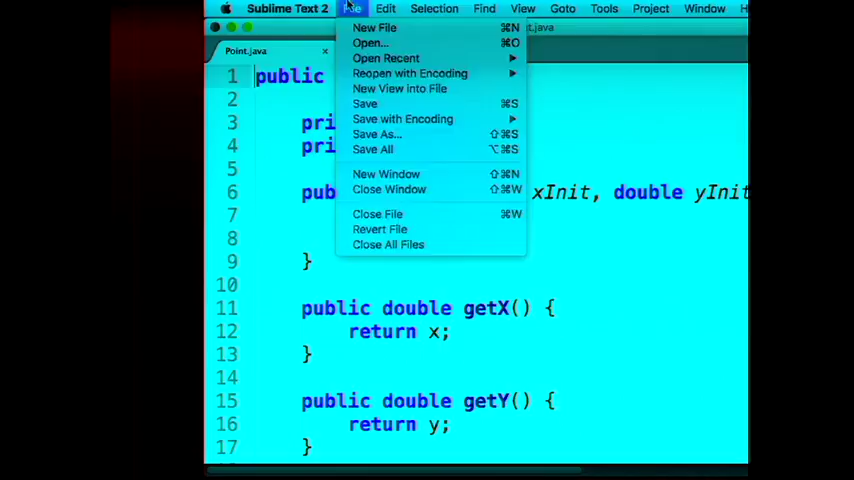 Sublime Text 2 File Edit Selection Find View Goto Tools Project Window H
t.java
Point.java ×
New File ⌘N
Open... ⌘O
Open Recent ▶
Reopen with Encoding ▶
New View into File
Save ⌘S
Save with Encoding ▶
Save As... ⇧⌘S
Save All ⌥⌘S
New Window ⇧⌘N
Close Window ⇧⌘W
Close File ⌘W
Revert File
Close All Files
1 public
2
3 pri
4 pri
5
6 pub xInit, double yInit
7
8
9 }
10
11 public double getX() {
12 return x;
13 }
14
15 public double getY() {
16 return y;
17 }